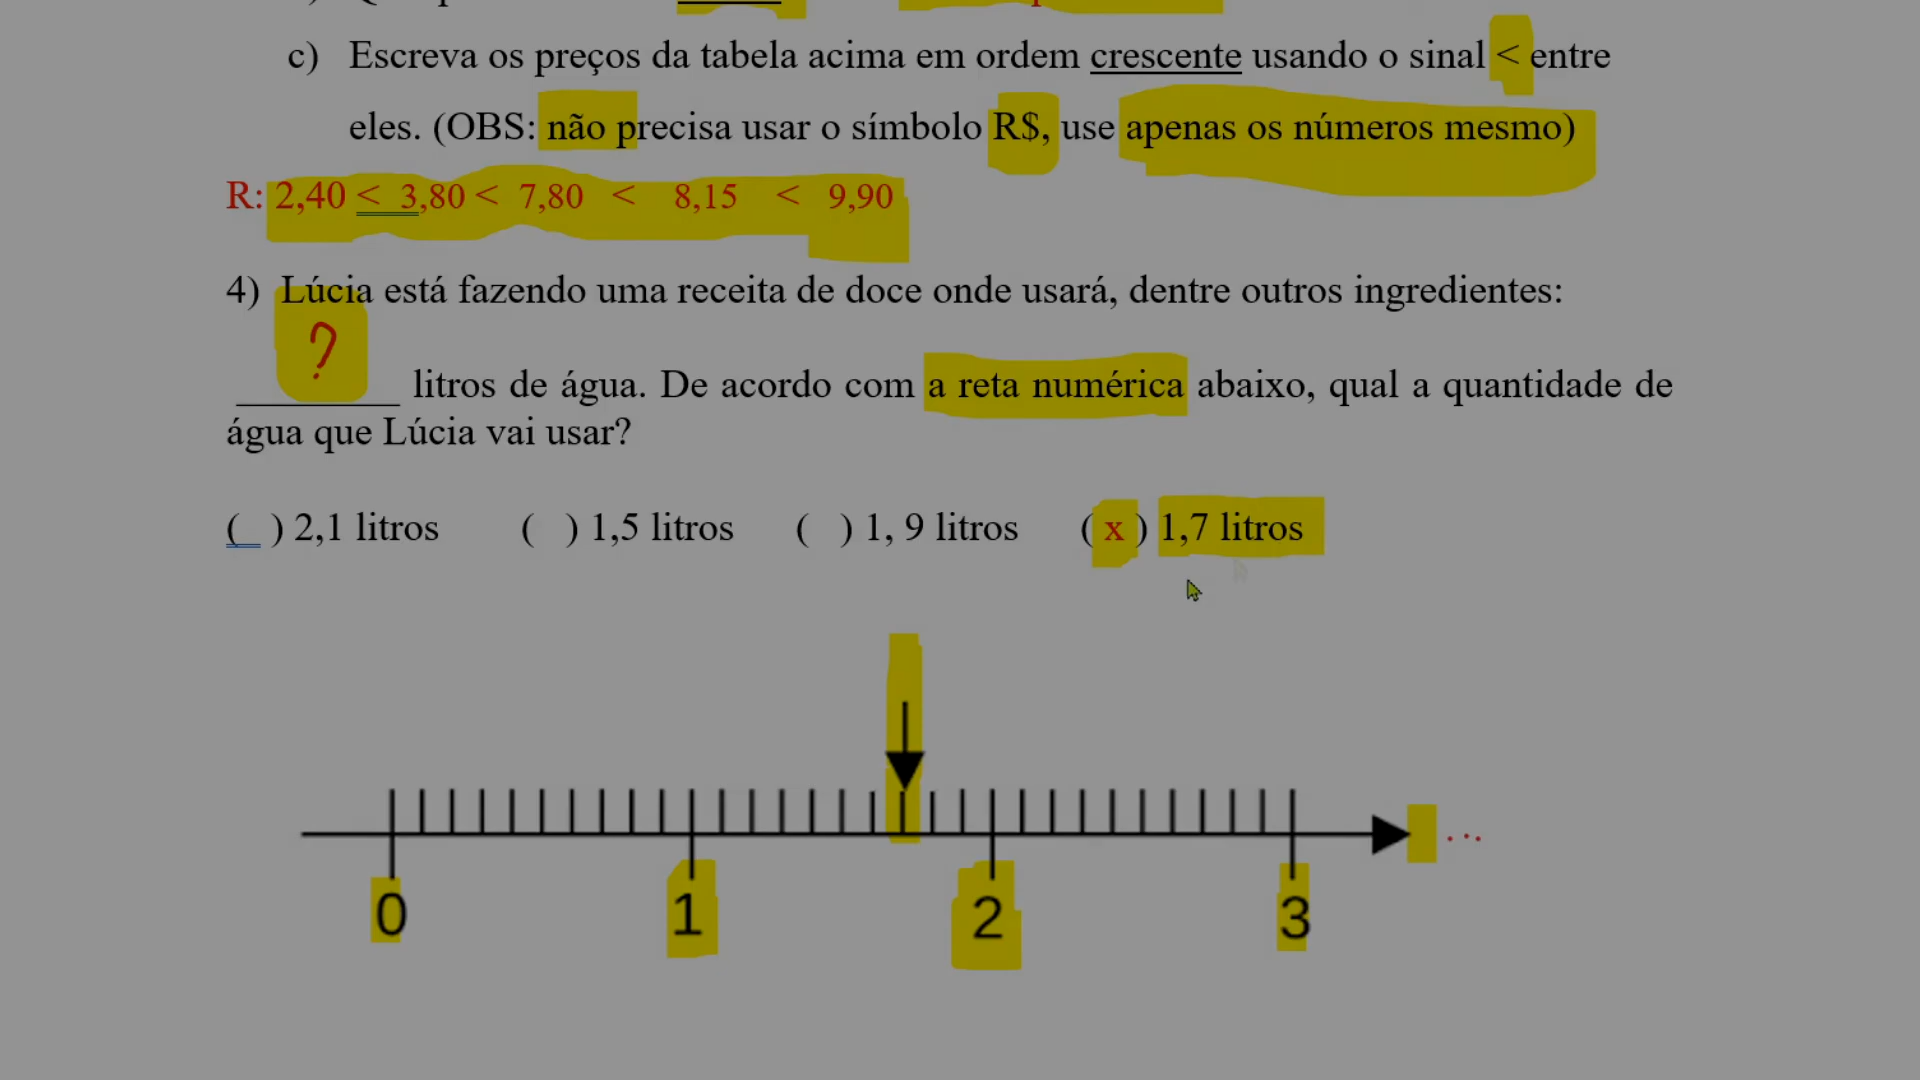 c) Escreva os preços da tabela acima em ordem crescente usando o sinal < entre
eles. (OBS: não precisa usar o símbolo R$, use apenas os números mesmo)
R: 2,40 < 3,80 < 7,80 < 8,15 < 9,90
4) Lúcia está fazendo uma receita de doce onde usará, dentre outros ingredientes:
?
________ litros de água. De acordo com a reta numérica abaixo, qual a quantidade de
água que Lúcia vai usar?
( ) 2,1 litros ( ) 1,5 litros ( ) 1, 9 litros ( x ) 1,7 litros
...
0 1 2 3